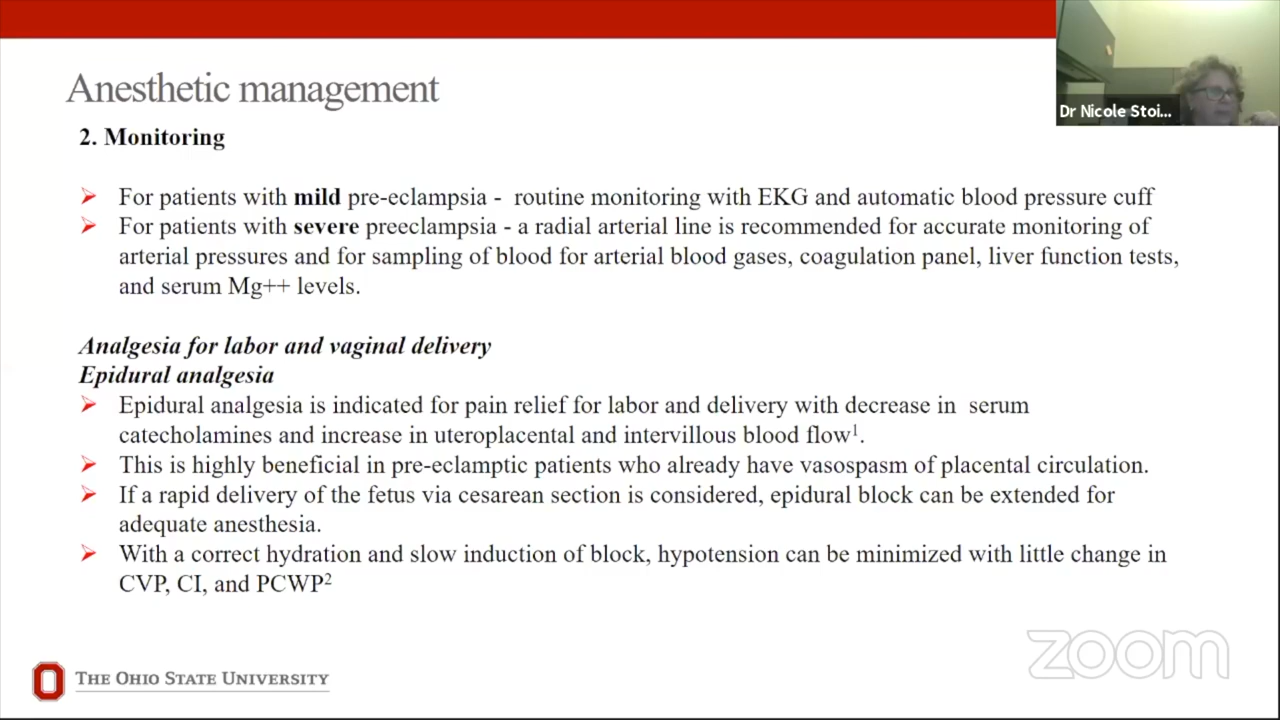 Anesthetic management
Dr Nicole Stoi...
2. Monitoring
For patients with mild pre-eclampsia - routine monitoring with EKG and automatic blood pressure cuff
For patients with severe preeclampsia - a radial arterial line is recommended for accurate monitoring of
arterial pressures and for sampling of blood for arterial blood gases, coagulation panel, liver function tests,
and serum Mg++ levels.
Analgesia for labor and vaginal delivery
Epidural analgesia
Epidural analgesia is indicated for pain relief for labor and delivery with decrease in serum
catecholamines and increase in uteroplacental and intervillous blood flow1.
This is highly beneficial in pre-eclamptic patients who already have vasospasm of placental circulation.
If a rapid delivery of the fetus via cesarean section is considered, epidural block can be extended for
adequate anesthesia.
With a correct hydration and slow induction of block, hypotension can be minimized with little change in
CVP, CI, and PCWP2
zoom
THE OHIO STATE UNIVERSITY